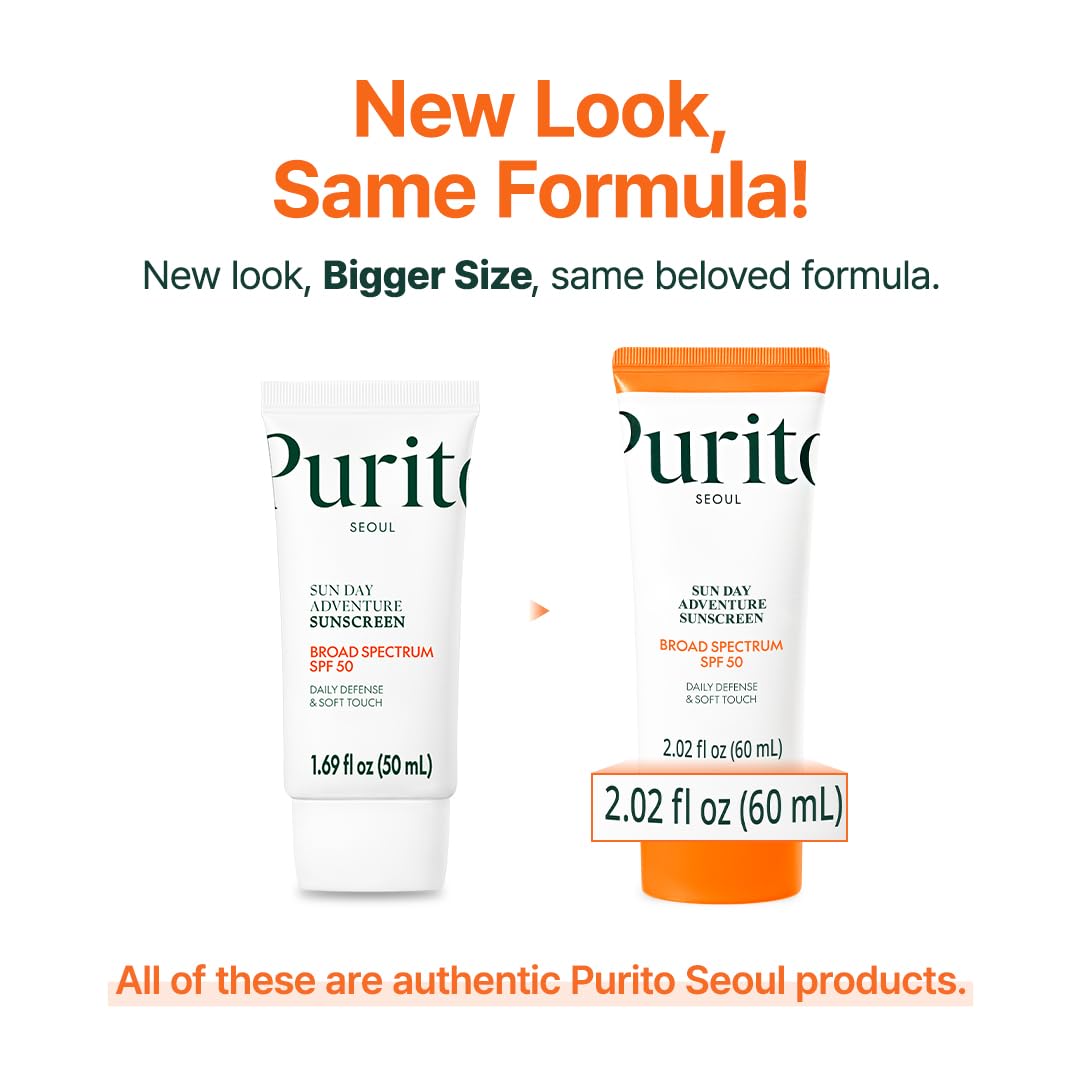 New Look,
Same Formula!
New look, Bigger Size, same beloved formula.
Purito
SEOUL
SUN DAY
ADVENTURE
SUNSCREEN
BROAD SPECTRUM
SPF 50
DAILY DEFENSE
& SOFT TOUCH
1.69 fl oz (50 mL)
Purito
SEOUL
SUN DAY
ADVENTURE
SUNSCREEN
BROAD SPECTRUM
SPF 50
DAILY DEFENSE
& SOFT TOUCH
2.02 fl oz (60 mL)
2.02 fl oz (60 mL)
All of these are authentic Purito Seoul products.